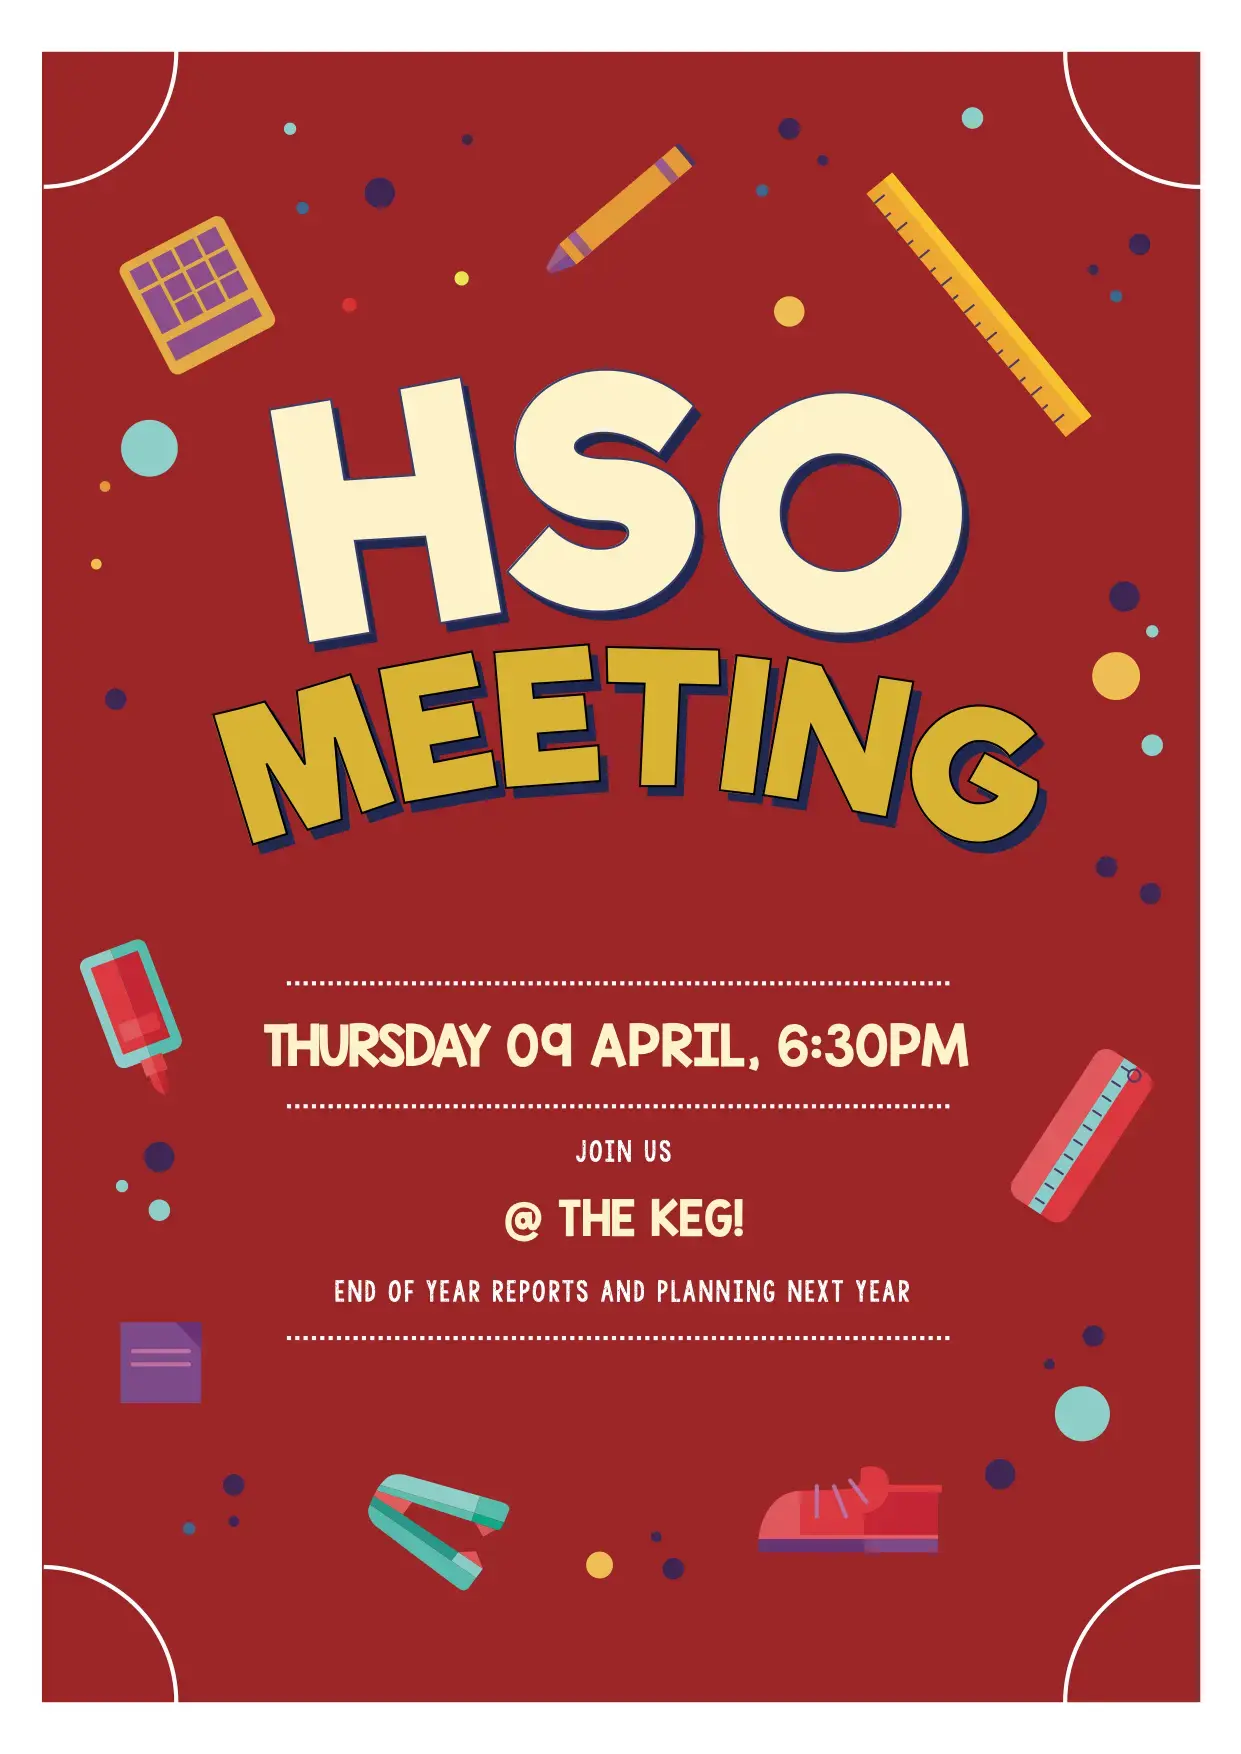 HSO
MEETING
THURSDAY 09 APRIL, 6:30PM
JOIN US
@ THE KEG!
END OF YEAR REPORTS AND PLANNING NEXT YEAR